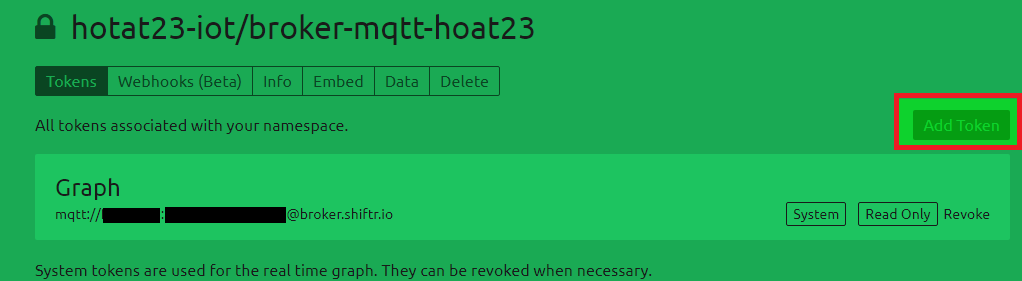 hotat23-iot/broker-mqtt-hoat23
Tokens Webhooks (Beta) Info Embed Data Delete
All tokens associated with your namespace.
Add Token
Graph
mqtt://:@broker.shiftr.io
System Read Only Revoke
System tokens are used for the real time graph. They can be revoked when necessary.